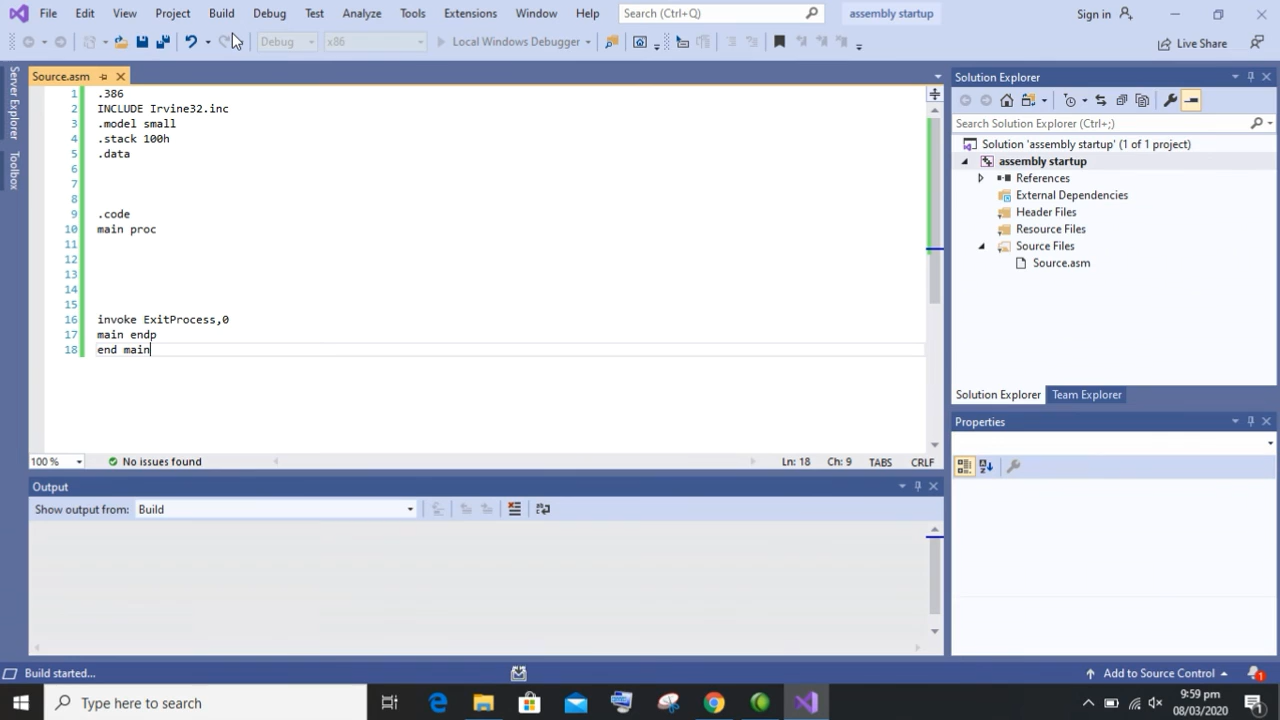 File Edit View Project Build Debug Test Analyze Tools Extensions Window Help Search (Ctrl+Q) assembly startup Sign in
Debug x86 Local Windows Debugger Live Share
Server Explorer
Toolbox
Source.asm
1 .386
2 INCLUDE Irvine32.inc
3 .model small
4 .stack 100h
5 .data
6
7
8
9 .code
10 main proc
11
12
13
14
15
16 invoke ExitProcess,0
17 main endp
18 end main
100 % No issues found Ln: 18 Ch: 9 TABS CRLF
Output
Show output from: Build
Solution Explorer
Search Solution Explorer (Ctrl+;)
Solution 'assembly startup' (1 of 1 project)
assembly startup
References
External Dependencies
Header Files
Resource Files
Source Files
Source.asm
Solution Explorer Team Explorer
Properties
Build started... Add to Source Control 1
Type here to search
9:59 pm
08/03/2020
1